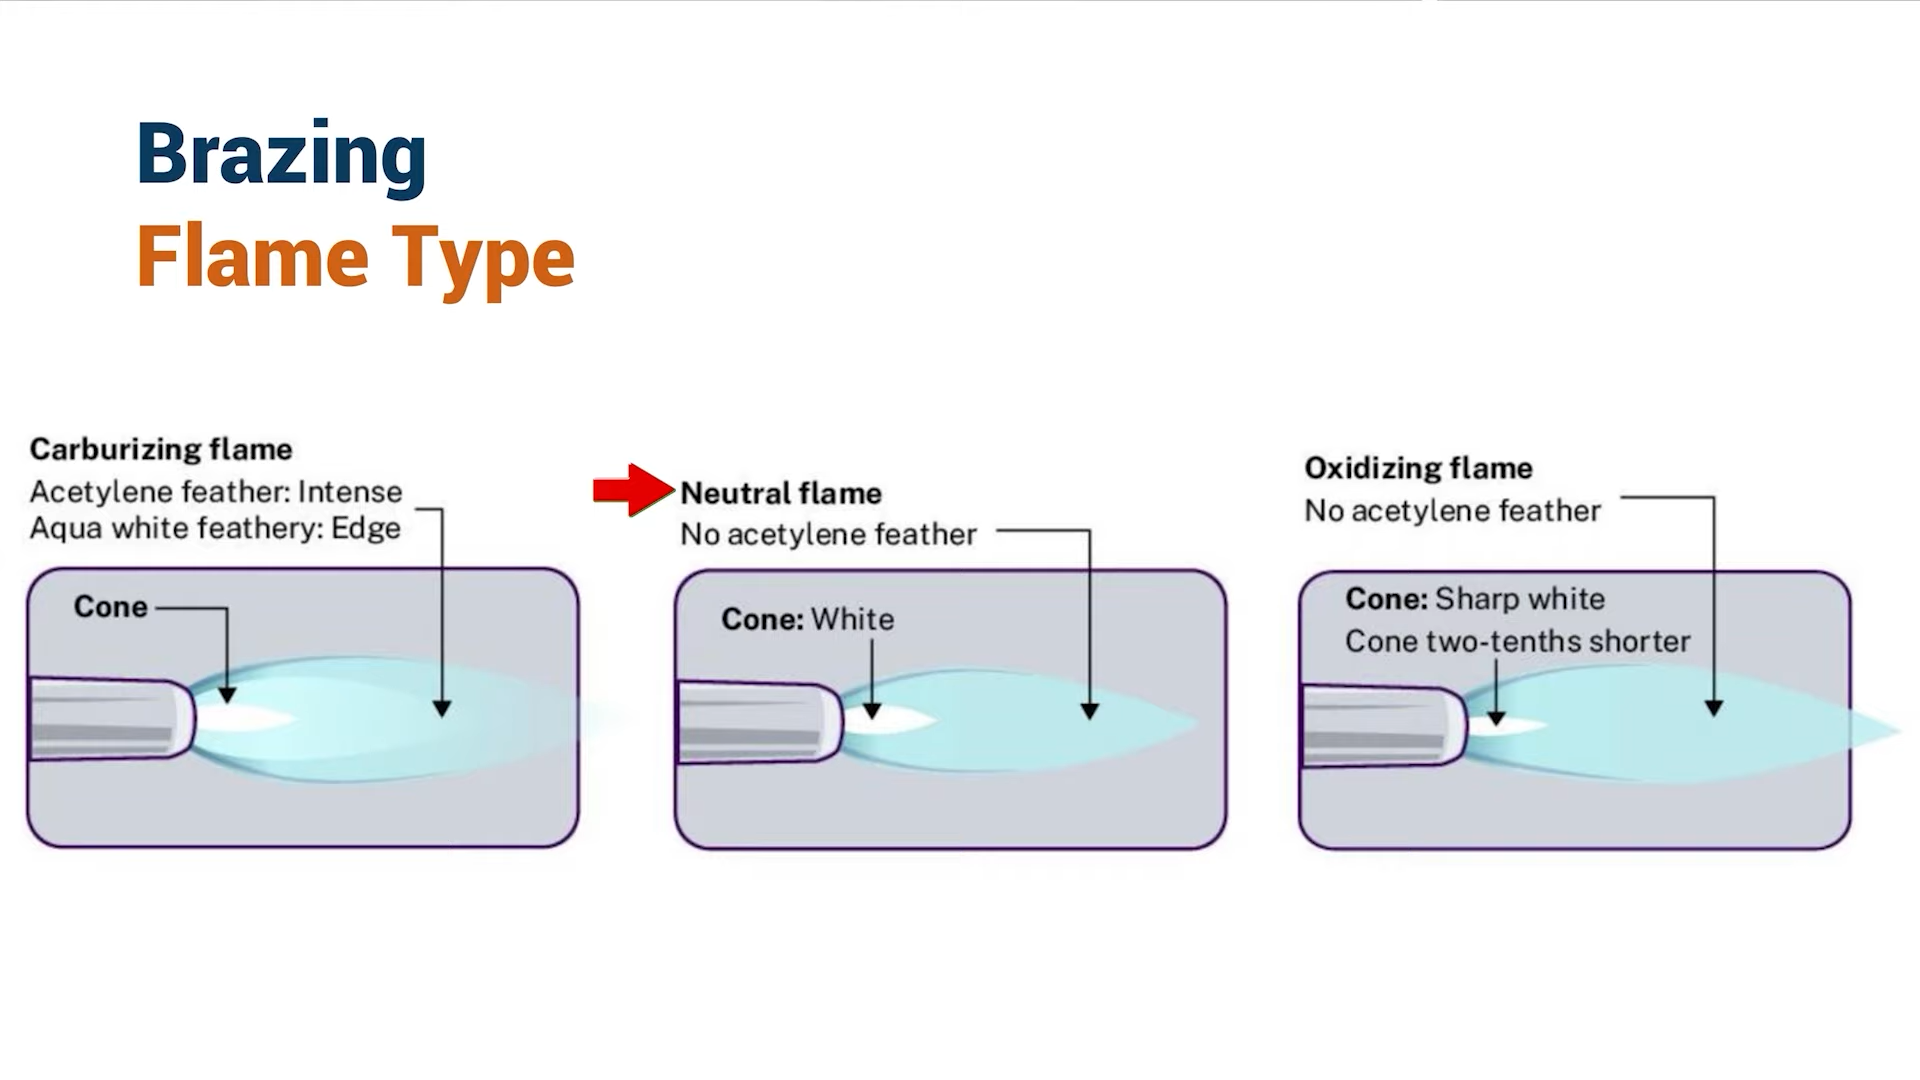 Brazing
Flame Type
Carburizing flame
Acetylene feather: Intense
Aqua white feathery: Edge
Cone
Neutral flame
No acetylene feather
Cone: White
Oxidizing flame
No acetylene feather
Cone: Sharp white
Cone two-tenths shorter